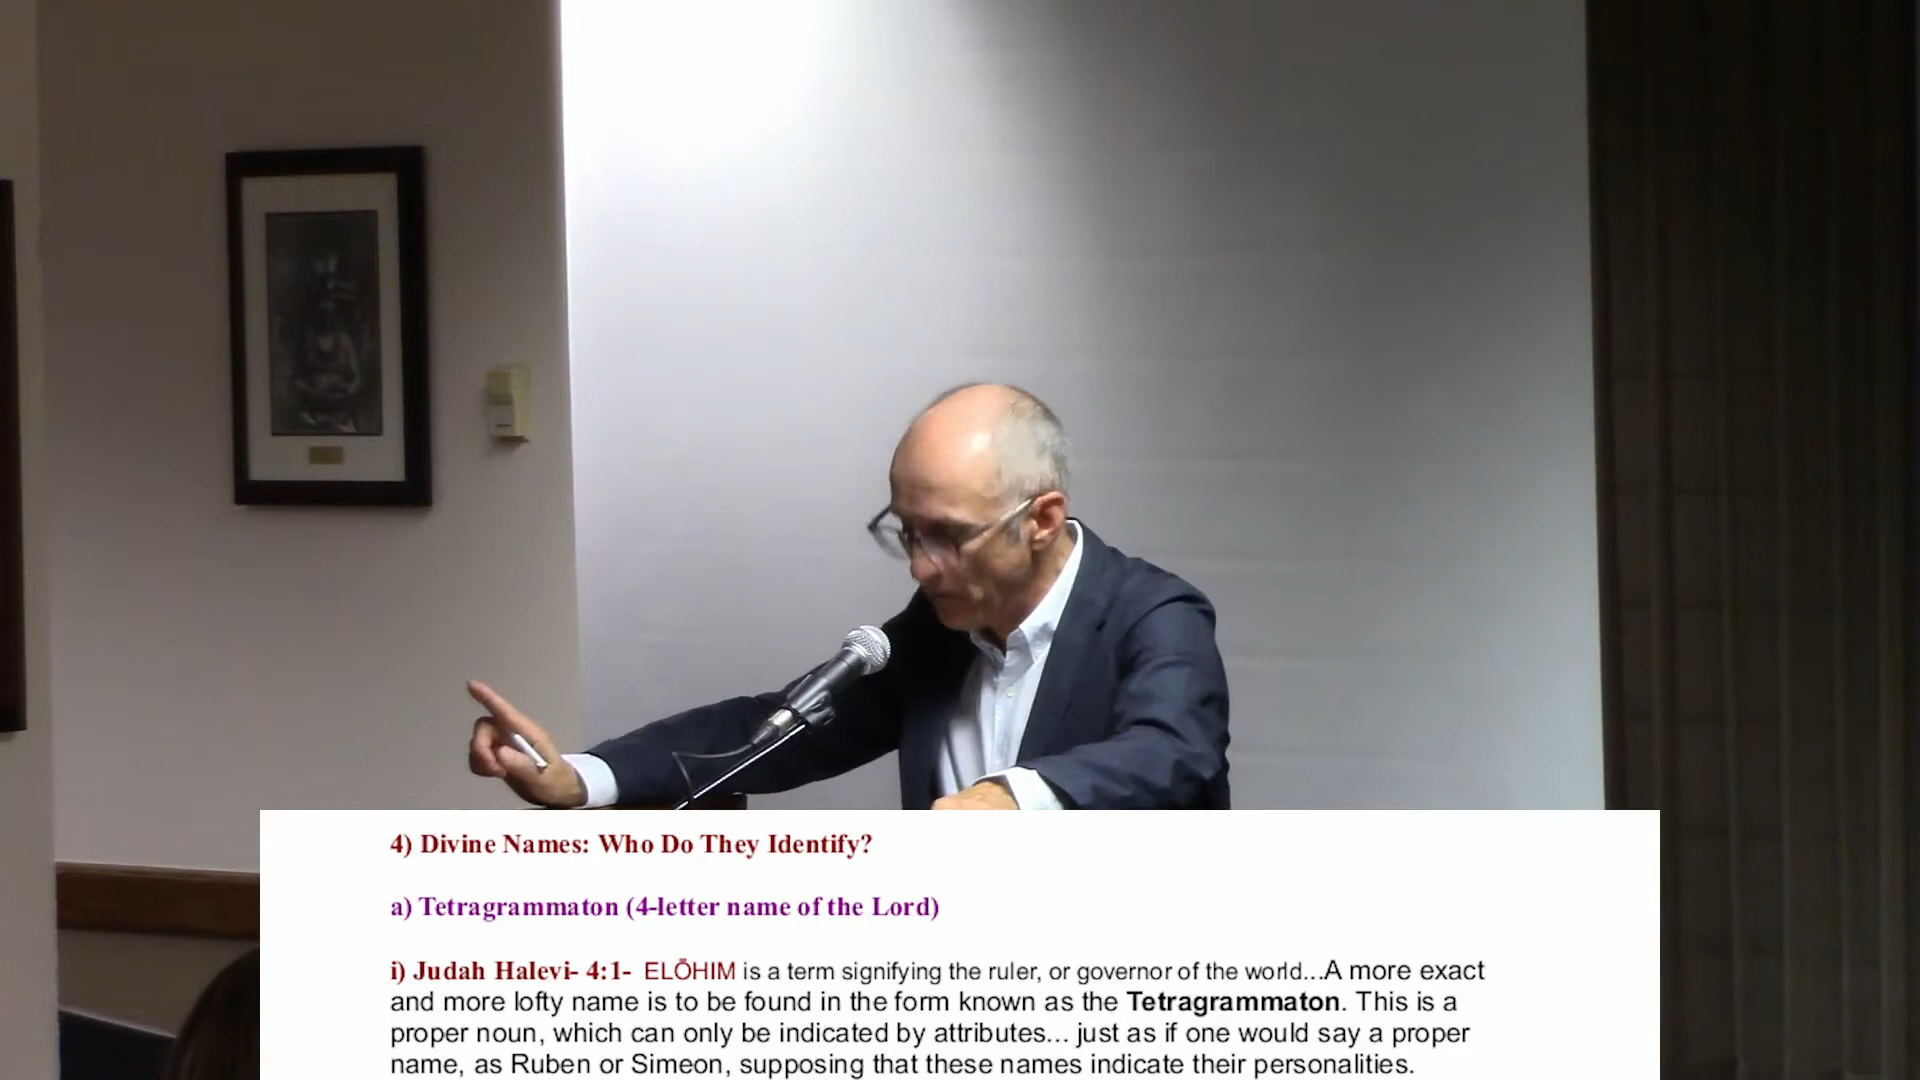 4) Divine Names: Who Do They Identify?
a) Tetragrammaton (4-letter name of the Lord)
i) Judah Halevi- 4:1- ELŌHIM is a term signifying the ruler, or governor of the world...A more exact
and more lofty name is to be found in the form known as the Tetragrammaton. This is a
proper noun, which can only be indicated by attributes... just as if one would say a proper
name, as Ruben or Simeon, supposing that these names indicate their personalities.